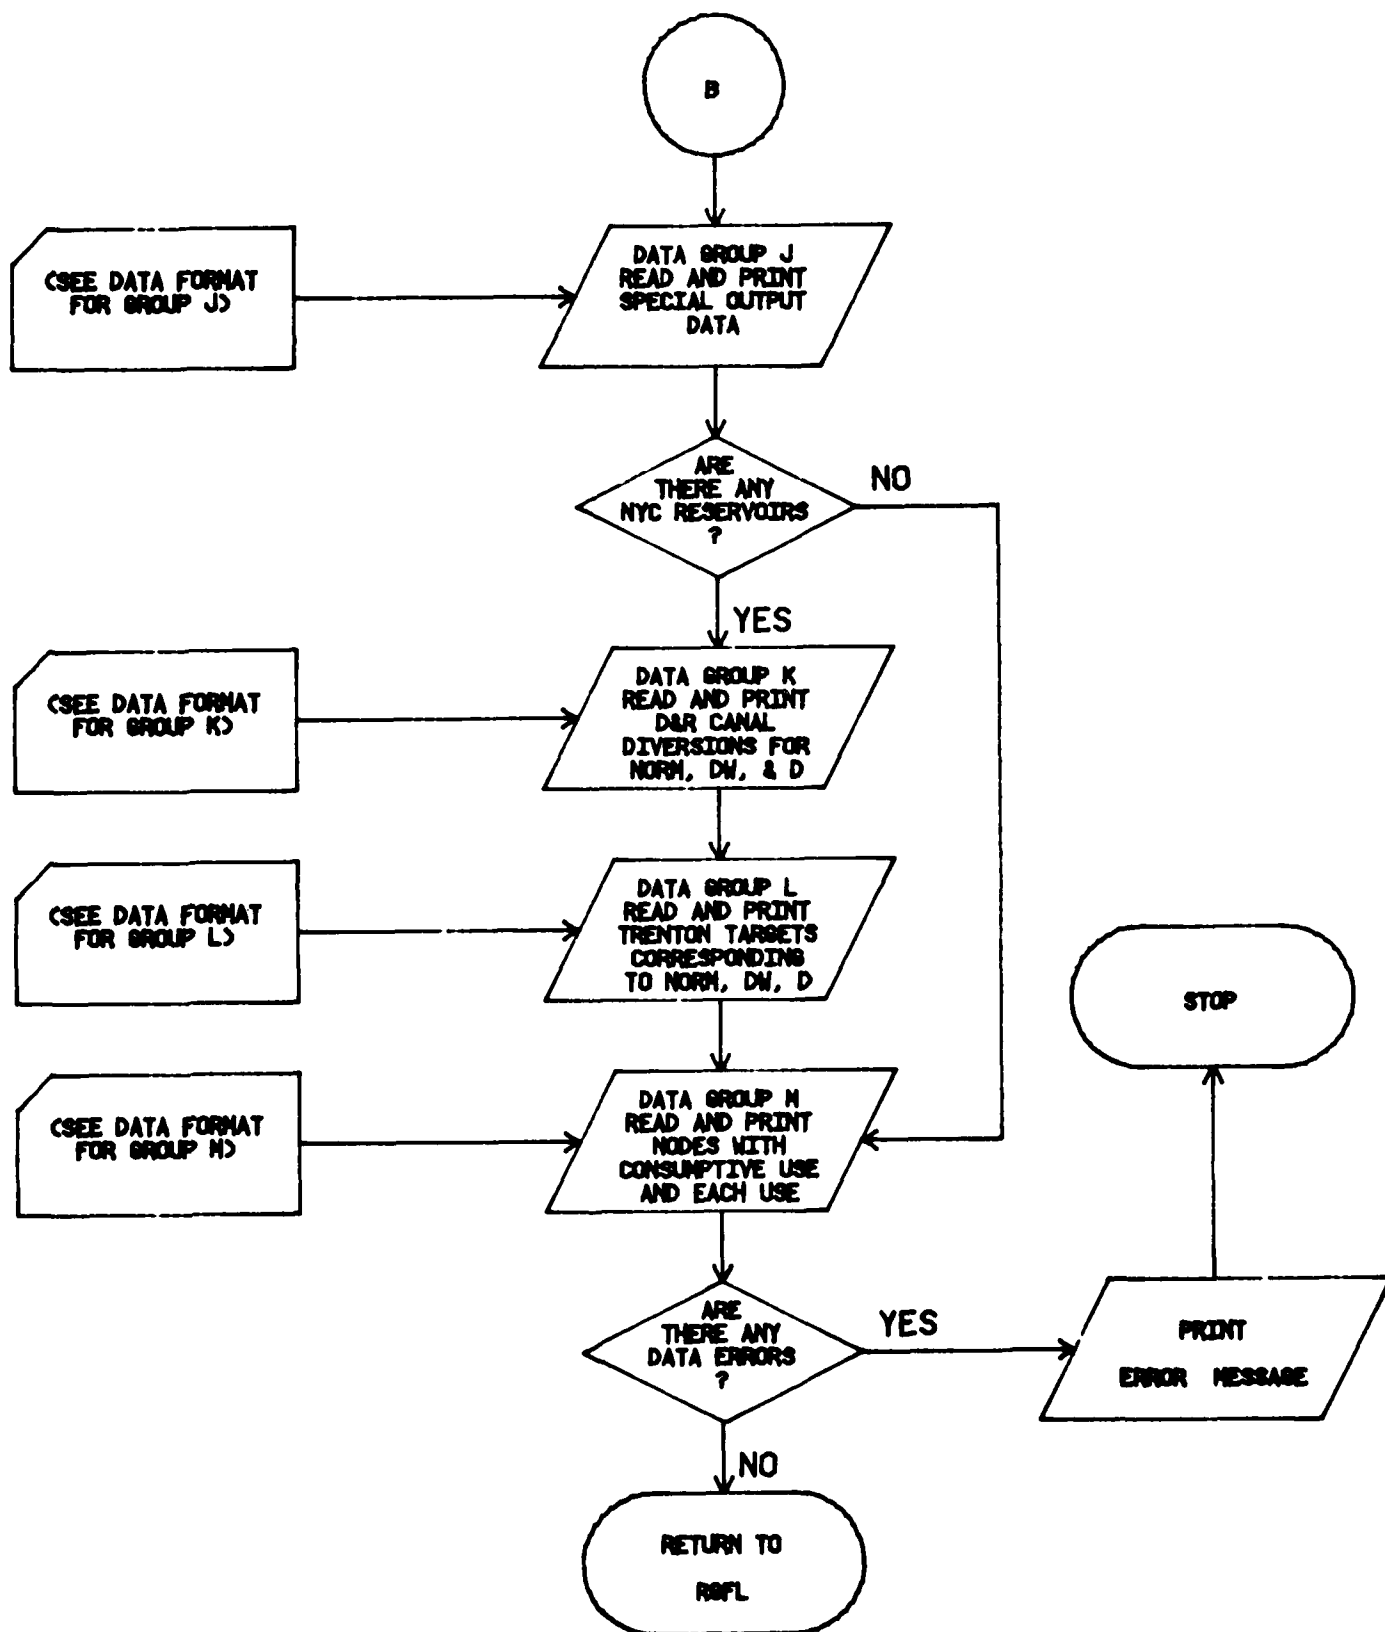 B
(SEE DATA FORMAT
FOR GROUP J)
DATA GROUP J
READ AND PRINT
SPECIAL OUTPUT
DATA
ARE
THERE ANY
NYC RESERVOIRS
?
NO
YES
(SEE DATA FORMAT
FOR GROUP K)
DATA GROUP K
READ AND PRINT
D&R CANAL
DIVERSIONS FOR
NORM, DW, & D
(SEE DATA FORMAT
FOR GROUP L)
DATA GROUP L
READ AND PRINT
TRENTON TARGETS
CORRESPONDING
TO NORM, DW, D
STOP
(SEE DATA FORMAT
FOR GROUP M)
DATA GROUP M
READ AND PRINT
NODES WITH
CONSUMPTIVE USE
AND EACH USE
ARE
THERE ANY
DATA ERRORS
?
YES
PRINT
ERROR MESSAGE
NO
RETURN TO
RGFL